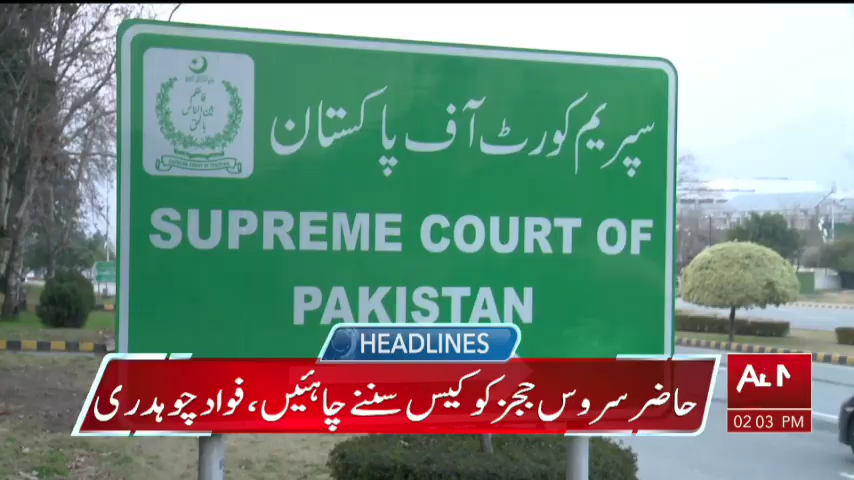 سپریم کورٹ آف پاکستان
SUPREME COURT OF
PAKISTAN
HEADLINES
حاضر سروس ججز کو کیس سننے چاہئیں، فواد چوہدری
02:03 PM